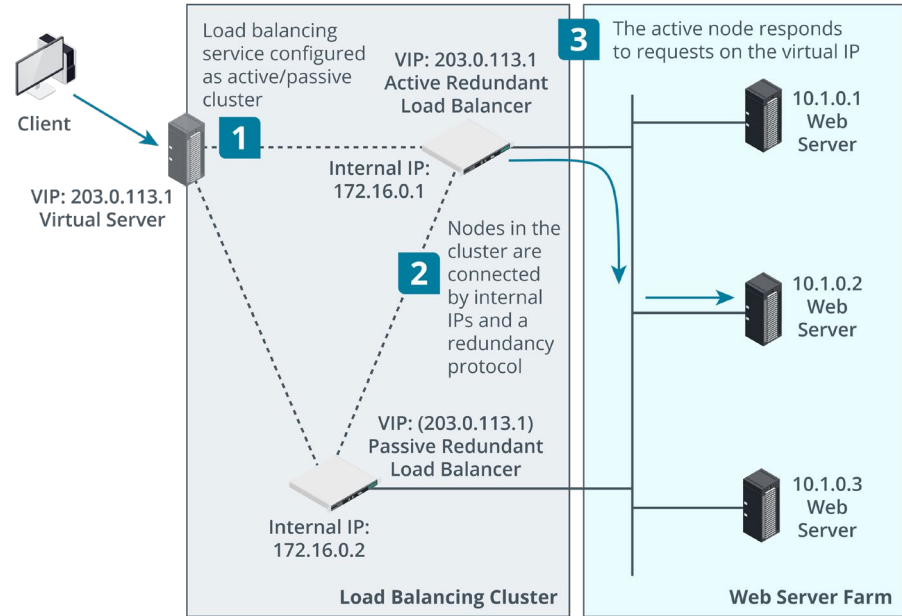 Load balancing
service configured
as active/passive
cluster
VIP: 203.0.113.1
Active Redundant
Load Balancer
3
The active node responds
to requests on the virtual IP
Client
1
10.1.0.1
Web
Server
Internal IP:
172.16.0.1
VIP: 203.0.113.1
Virtual Server
2
Nodes in the
cluster are
connected
by internal
IPs and a
redundancy
protocol
10.1.0.2
Web
Server
VIP: (203.0.113.1)
Passive Redundant
Load Balancer
10.1.0.3
Web
Server
Internal IP:
172.16.0.2
Load Balancing Cluster
Web Server Farm